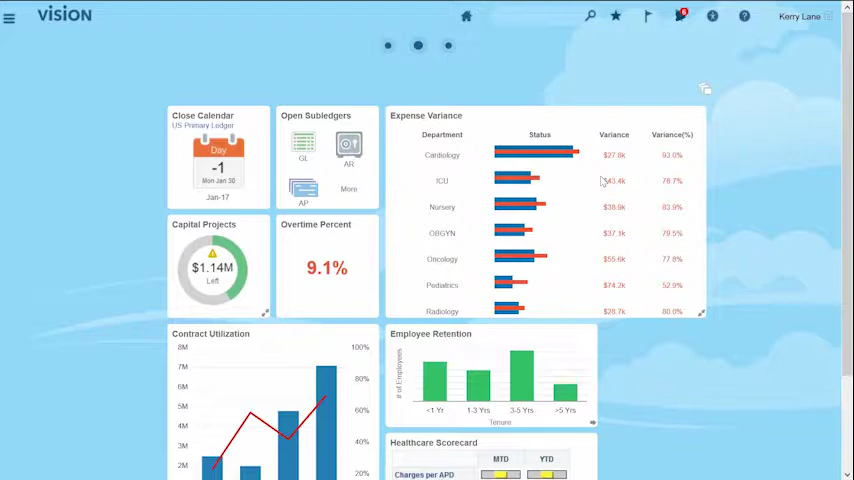 VISION
6
Kerry Lane
Close Calendar
US Primary Ledger
Day
-1
Mon Jan 30
Jan-17
Open Subledgers
GL
AR
AP
More
Expense Variance
Department Status Variance Variance(%)
Cardiology $27.8k 93.0%
ICU 43.4k 78.7%
Nursery $38.9k 83.9%
OBGYN $37.1k 79.5%
Oncology $55.6k 77.8%
Pediatrics $74.2k 52.9%
Radiology $28.7k 80.0%
Capital Projects
$1.14M
Left
Overtime Percent
9.1%
Contract Utilization
8M 100%
7M
80%
6M
5M 60%
4M
40%
3M
2M 20%
Employee Retention
# of Employees
<1 Yr 1-3 Yrs 3-5 Yrs >5 Yrs
Tenure
Healthcare Scorecard
MTD YTD
Charges per APD